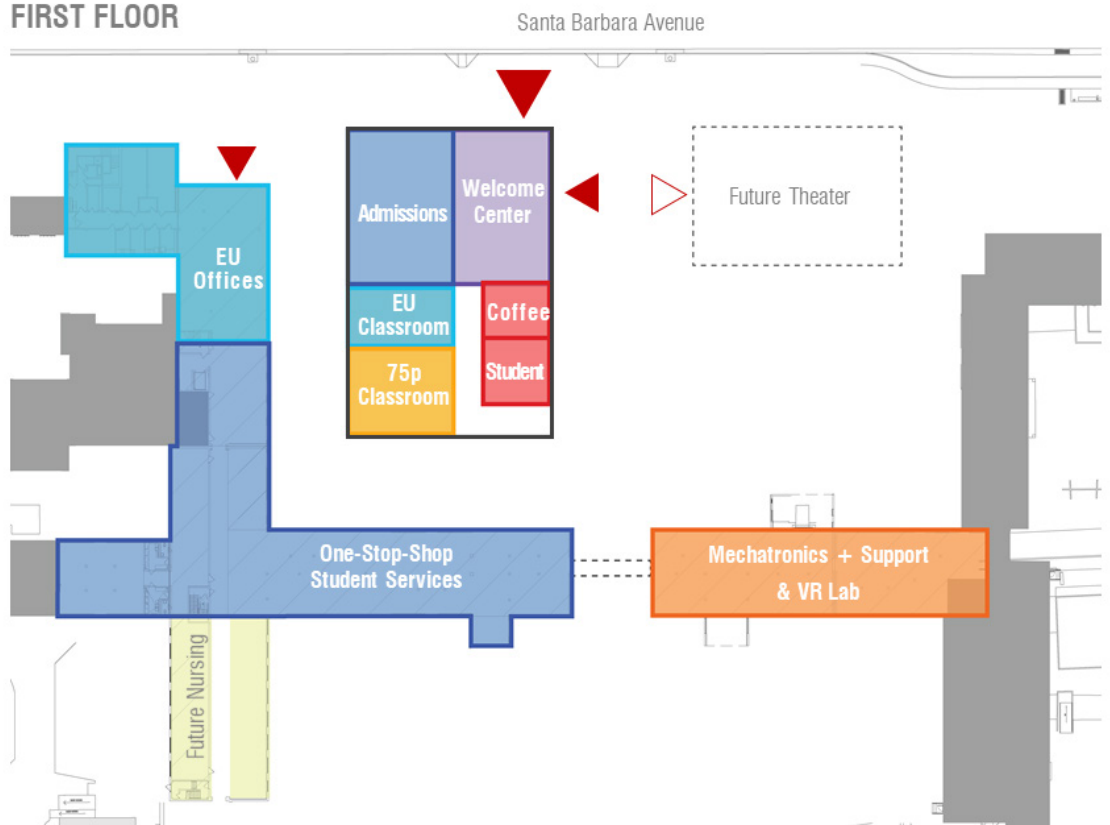 FIRST FLOOR
Santa Barbara Avenue
Admissions
Welcome
Center
Future Theater
EU
Offices
EU
Classroom
Coffee
75p
Classroom
Student
One-Stop-Shop
Student Services
Mechatronics + Support
& VR Lab
Future Nursing